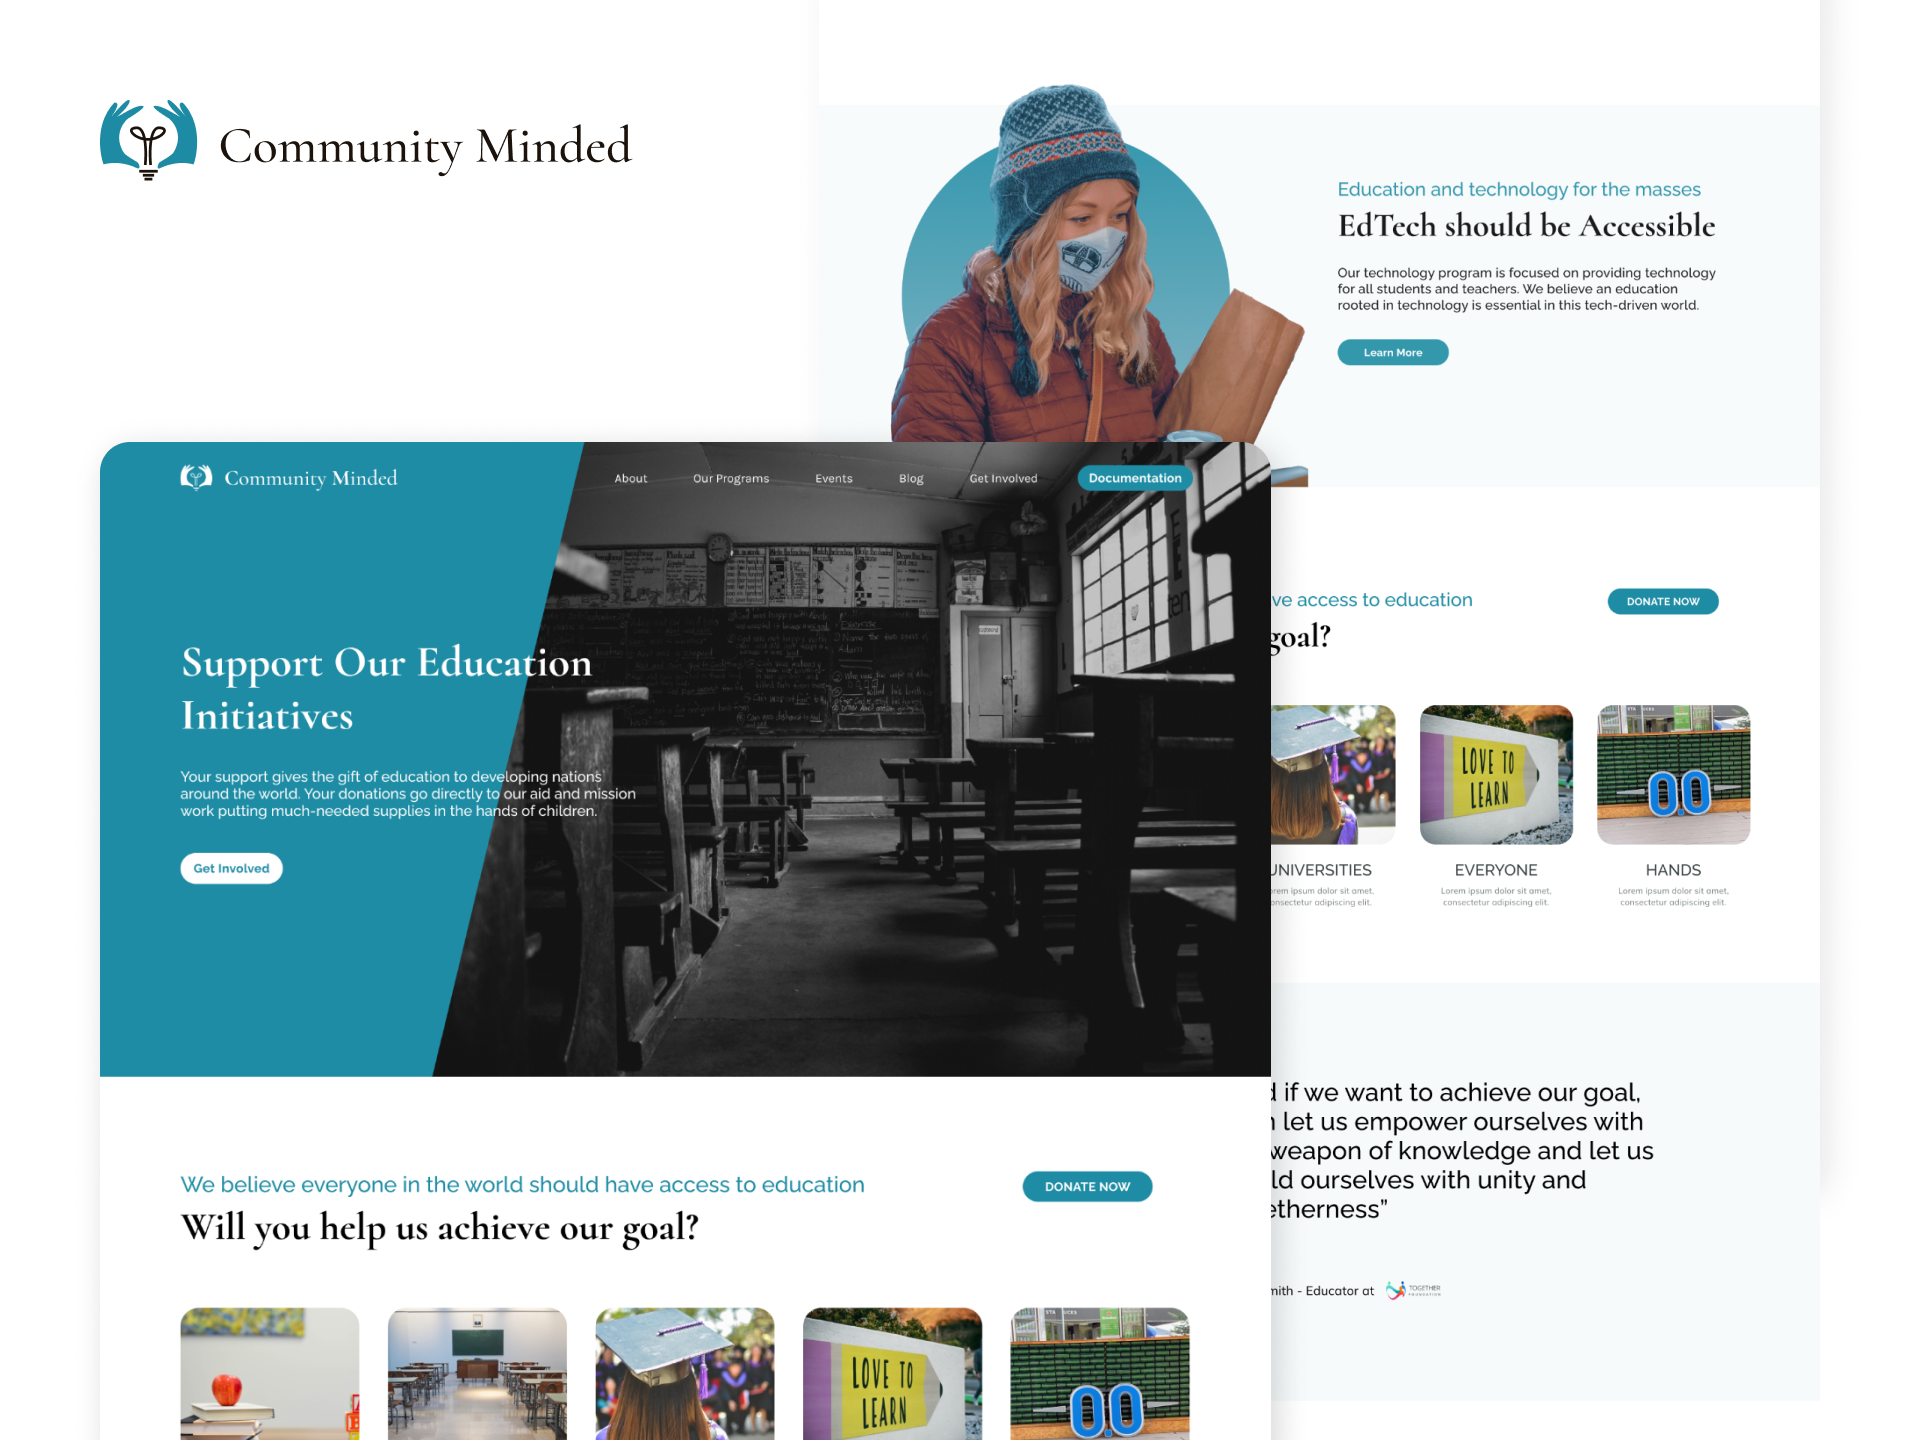 Community Minded
Education and technology for the masses
EdTech should be Accessible
Our technology program is focused on providing technology
for all students and teachers. We believe an education
rooted in technology is essential in this tech-driven world.
Learn More
Community Minded
About
Our Programs
Events
Blog
Get Involved
Documentation
Support Our Education
Initiatives
Your support gives the gift of education to developing nations
around the world. Your donations go directly to our aid and mission
work putting much-needed supplies in the hands of children.
Get Involved
ve access to education
goal?
DONATE NOW
LOVE TO
LEARN
0.0
UNIVERSITIES
EVERYONE
HANDS
rem ipsum dolor sit amet,
onsectetur adipiscing elit.
Lorem ipsum dolor sit amet,
consectetur adipiscing elit.
Lorem ipsum dolor sit amet,
consectetur adipiscing elit.
if we want to achieve our goal,
let us empower ourselves with
weapon of knowledge and let us
ld ourselves with unity and
etherness”
mith - Educator at
TOGETHER
FOUNDATION
We believe everyone in the world should have access to education
Will you help us achieve our goal?
DONATE NOW
LOVE TO
LEARN
0.0